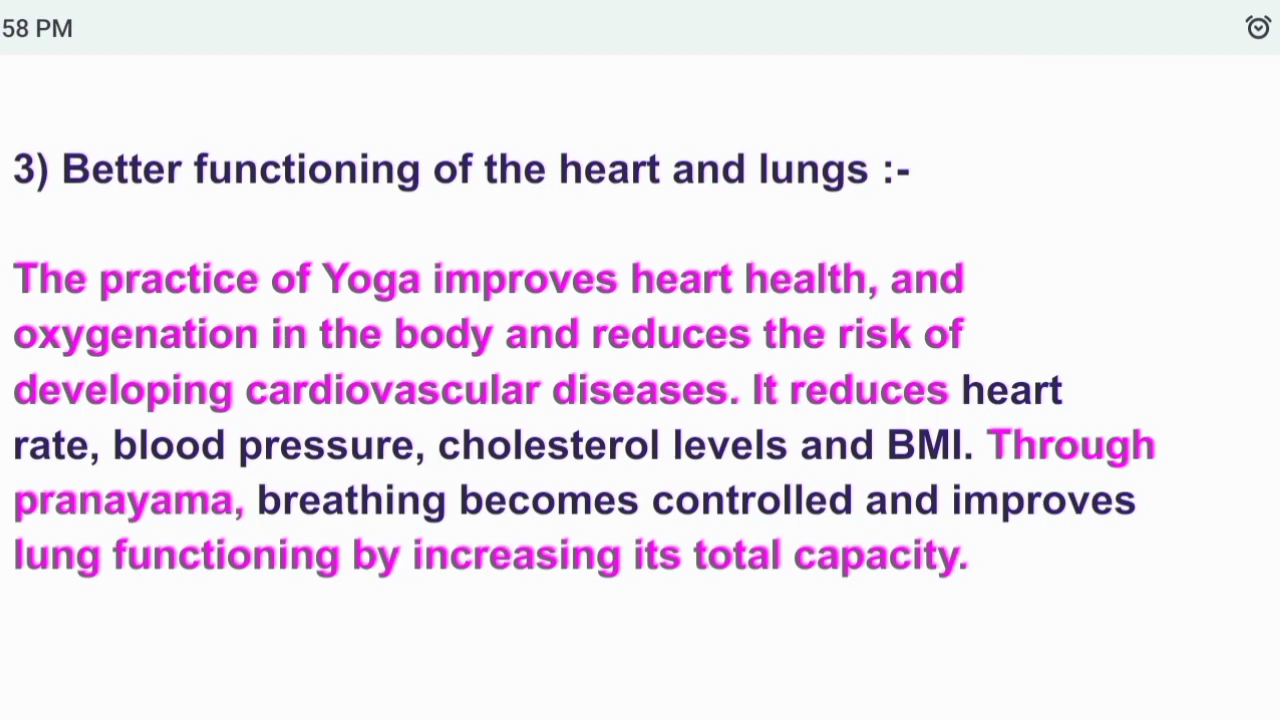 58 PM
3) Better functioning of the heart and lungs :-
The practice of Yoga improves heart health, and
oxygenation in the body and reduces the risk of
developing cardiovascular diseases. It reduces heart
rate, blood pressure, cholesterol levels and BMI. Through
pranayama, breathing becomes controlled and improves
lung functioning by increasing its total capacity.